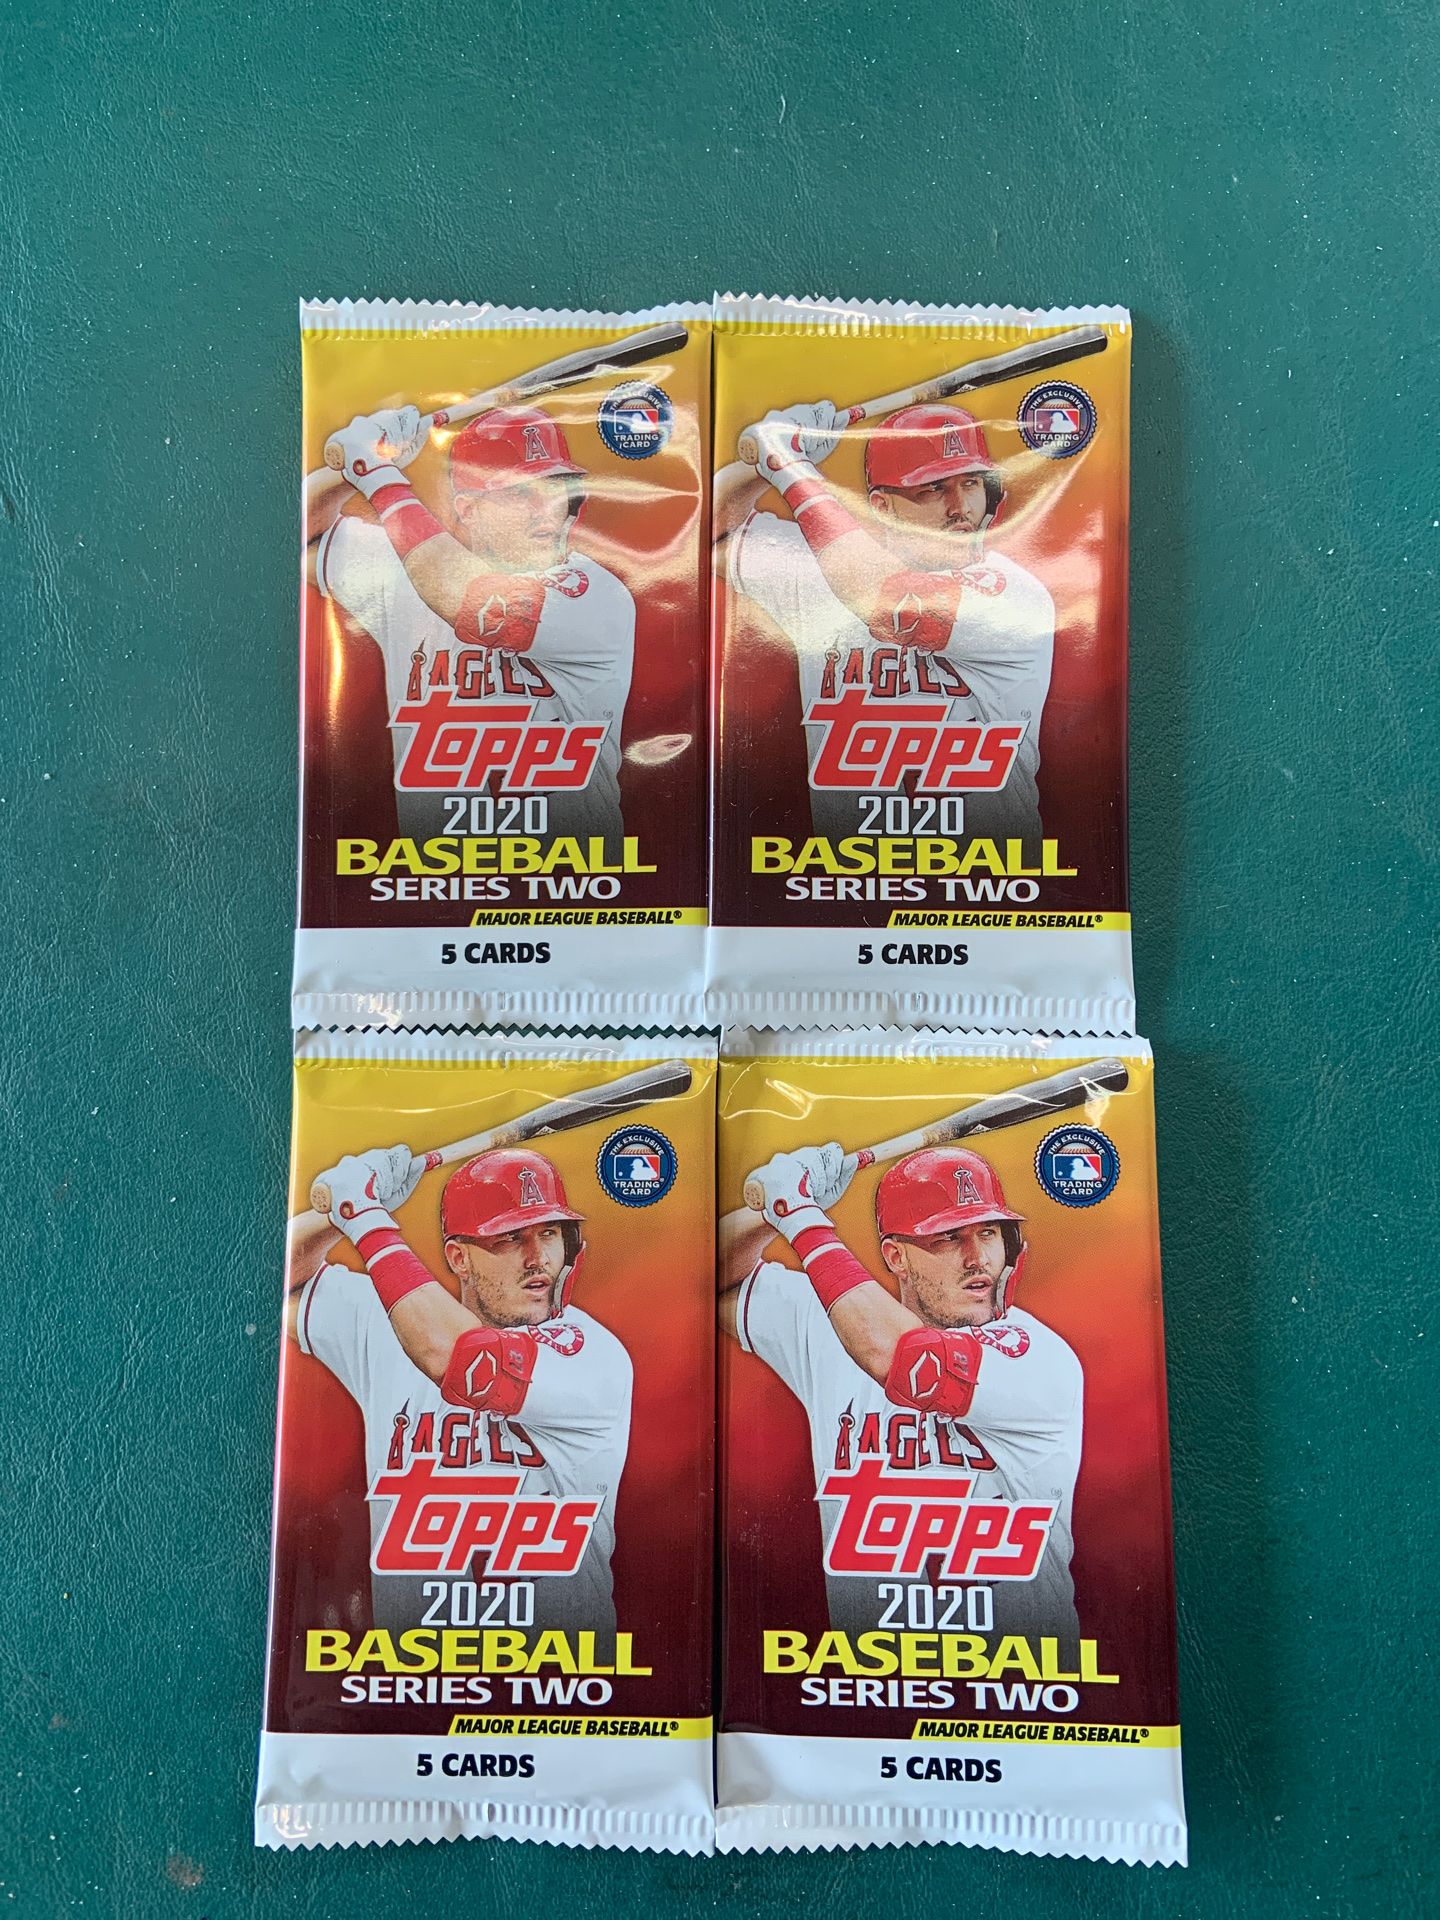 THE EXCLUSIVE
TRADING
CARD
A
ANGELS
Topps
2020
BASEBALL
SERIES TWO
MAJOR LEAGUE BASEBALL®
5 CARDS
THE EXCLUSIVE
TRADING
CARD
A
ANGELS
Topps
2020
BASEBALL
SERIES TWO
MAJOR LEAGUE BASEBALL®
5 CARDS
THE EXCLUSIVE
TRADING
CARD
A
27
ANGELS
Topps
2020
BASEBALL
SERIES TWO
MAJOR LEAGUE BASEBALL®
5 CARDS
THE EXCLUSIVE
TRADING
CARD
A
27
ANGELS
Topps
2020
BASEBALL
SERIES TWO
MAJOR LEAGUE BASEBALL®
5 CARDS